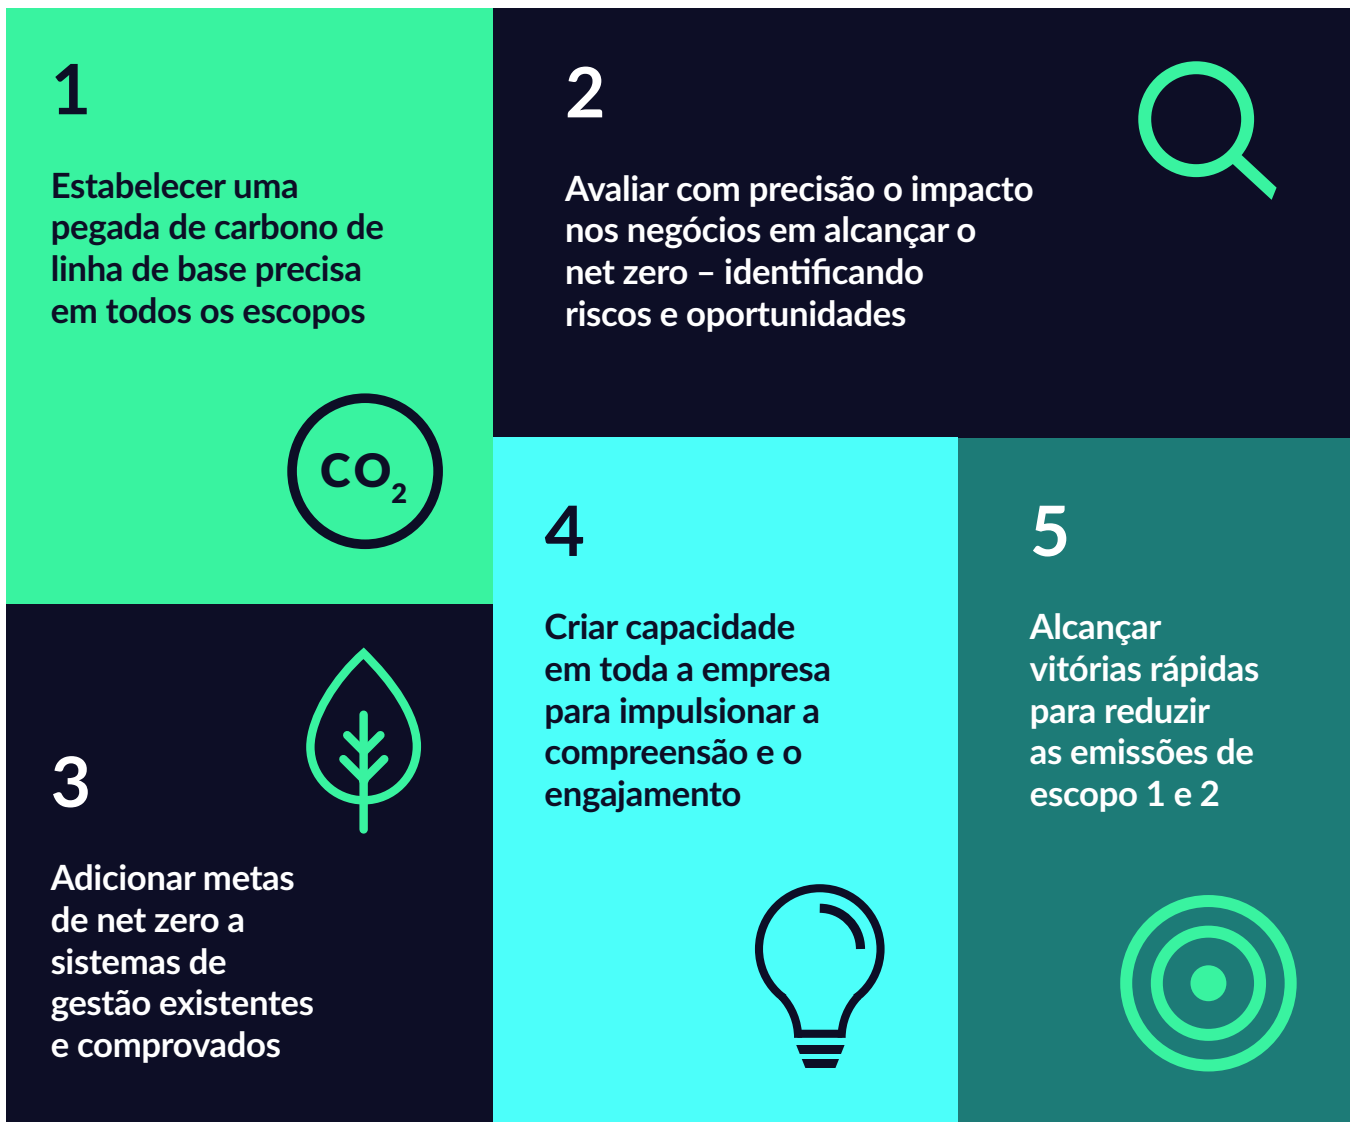 1
Estabelecer uma
pegada de carbono de
linha de base precisa
em todos os escopos
CO₂
2
Avaliar com precisão o impacto
nos negócios em alcançar o
net zero – identificando
riscos e oportunidades
3
Adicionar metas
de net zero a
sistemas de
gestão existentes
e comprovados
4
Criar capacidade
em toda a empresa
para impulsionar a
compreensão e o
engajamento
5
Alcançar
vitórias rápidas
para reduzir
as emissões de
escopo 1 e 2